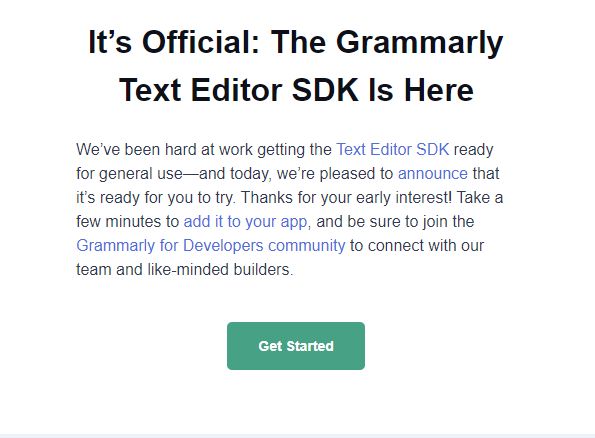 It’s Official: The Grammarly
Text Editor SDK Is Here
We’ve been hard at work getting the Text Editor SDK ready
for general use—and today, we’re pleased to announce that
it’s ready for you to try. Thanks for your early interest! Take a
few minutes to add it to your app, and be sure to join the
Grammarly for Developers community to connect with our
team and like-minded builders.
Get Started